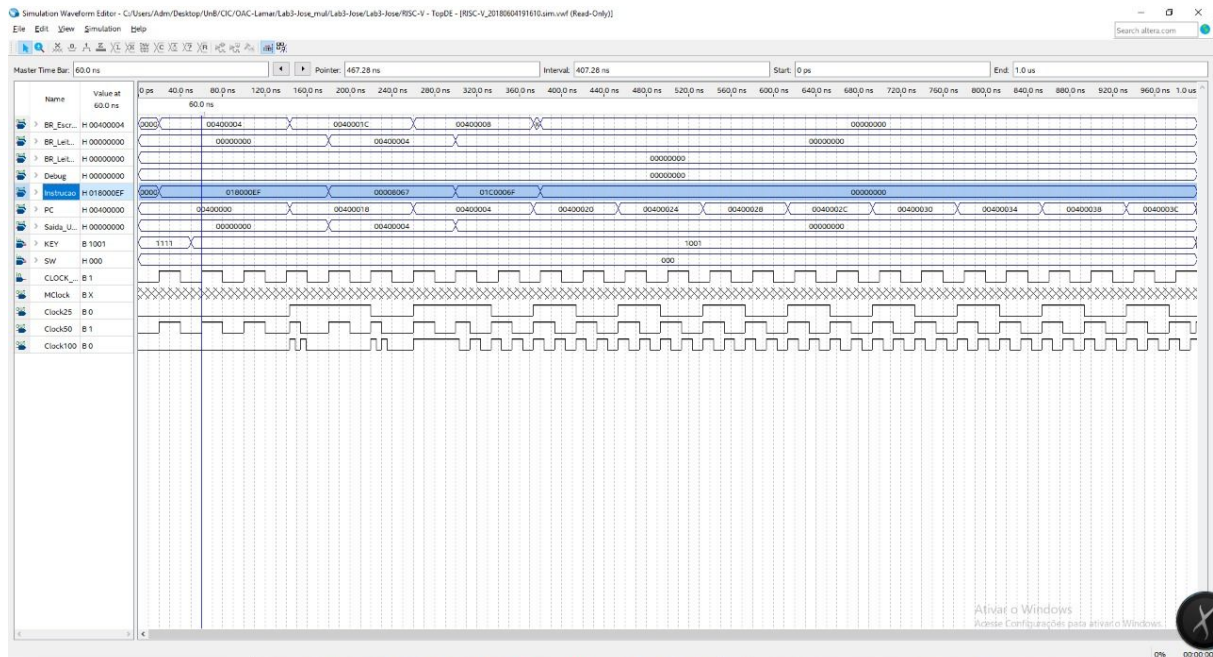 Simulation Waveform Editor - C:/Users/Adm/Desktop/UnB/CIC/OAC-Lamar/Lab3-Jose_mul/Lab3-Jose/Lab3-Jose/RISC-V - TopDE - [RISC-V_20180604191610.sim.vwf (Read-Only)]
File Edit View Simulation Help
Search altera.com
Master Time Bar: 60.0 ns Pointer: 467.28 ns Interval: 407.28 ns Start: 0 ps End: 1.0 us
Name Value at 60.0 ns
0 ps 40.0 ns 80.0 ns 120.0 ns 160.0 ns 200.0 ns 240.0 ns 280.0 ns 320.0 ns 360.0 ns 400.0 ns 440.0 ns 480.0 ns 520.0 ns 560.0 ns 600.0 ns 640.0 ns 680.0 ns 720.0 ns 760.0 ns 800.0 ns 840.0 ns 880.0 ns 920.0 ns 960.0 ns 1.0 us
60.0 ns
BR_Escr... H 00400004 00400004 0040001C 00400008 00000000
BR_Leit... H 00000000 00000000 00400004 00000000
BR_Leit... H 00000000 00000000
Debug H 00000000 00000000
Instrucao H 018000EF 018000EF 00008067 01C0006F 00000000
PC H 00400000 00400000 00400018 00400004 00400020 00400024 00400028 0040002C 00400030 00400034 00400038 0040003C
Saida_U... H 00000000 00000000 00400004 00000000
KEY B 1001 1111 1001
SW H 000 000
CLOCK_... B 1
MClock B X
Clock25 B 0
Clock50 B 1
Clock100 B 0
Ativar o Windows
Acesse Configurações para ativar o Windows.
0% 00:00:00